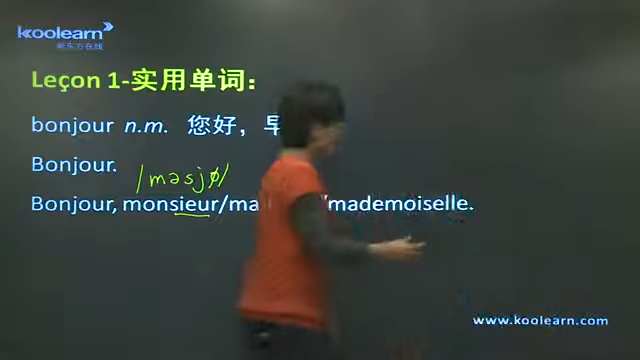 koolearn
新东方在线
Leçon 1-实用单词：
bonjour n.m. 您好，早
Bonjour.
/məsjø/
Bonjour, monsieur/ma /mademoiselle.
www.koolearn.com